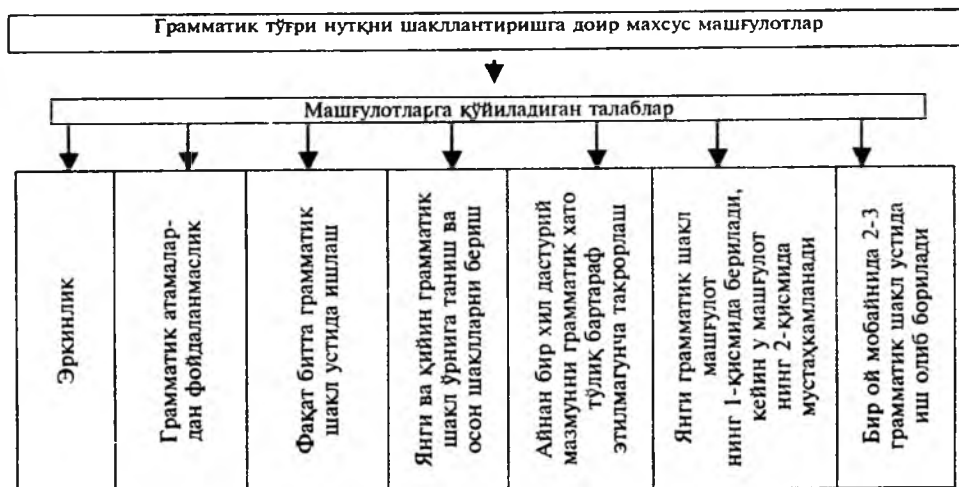 Грамматик тўғри нутқни шакллантиришга доир махсус машғулотлар
Машғулотларга қўйиладиган талаблар
Эркинлик
Грамматик атамалар-
дан фойдаланмаслик
Фақат битта грамматик
шакл устида ишлаш
Янги ва қийин грамматик
шакл ўрнига таниш ва
осон шаклларни бериш
Айнан бир хил дастурий
мазмунни грамматик хато
тўлиқ бартараф
этилмагунча такрорлаш
Янги грамматик шакл
машғулот
нинг 1-қисмида берилади,
кейин у машғулот
нинг 2-қисмида
мустаҳкамланади
Бир ой мобайнида 2-3
грамматик шакл устида
иш олиб борилади